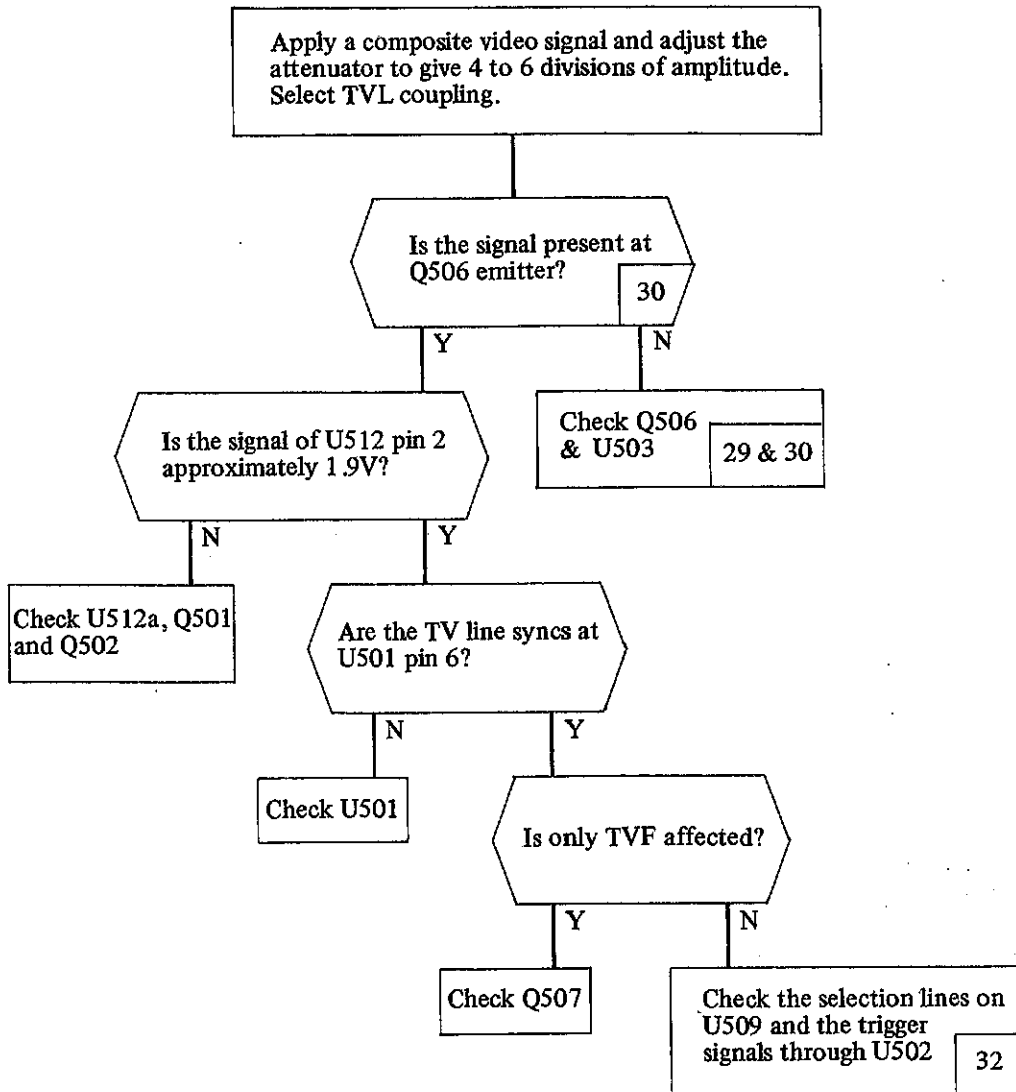 Apply a composite video signal and adjust the
attenuator to give 4 to 6 divisions of amplitude.
Select TVL coupling.
Is the signal present at
Q506 emitter?
30
Y
N
Is the signal of U512 pin 2
approximately 1.9V?
Check Q506
& U503
29 & 30
N
Y
Check U512a, Q501
and Q502
Are the TV line syncs at
U501 pin 6?
N
Y
Check U501
Is only TVF affected?
Y
N
Check Q507
Check the selection lines on
U509 and the trigger
signals through U502
32